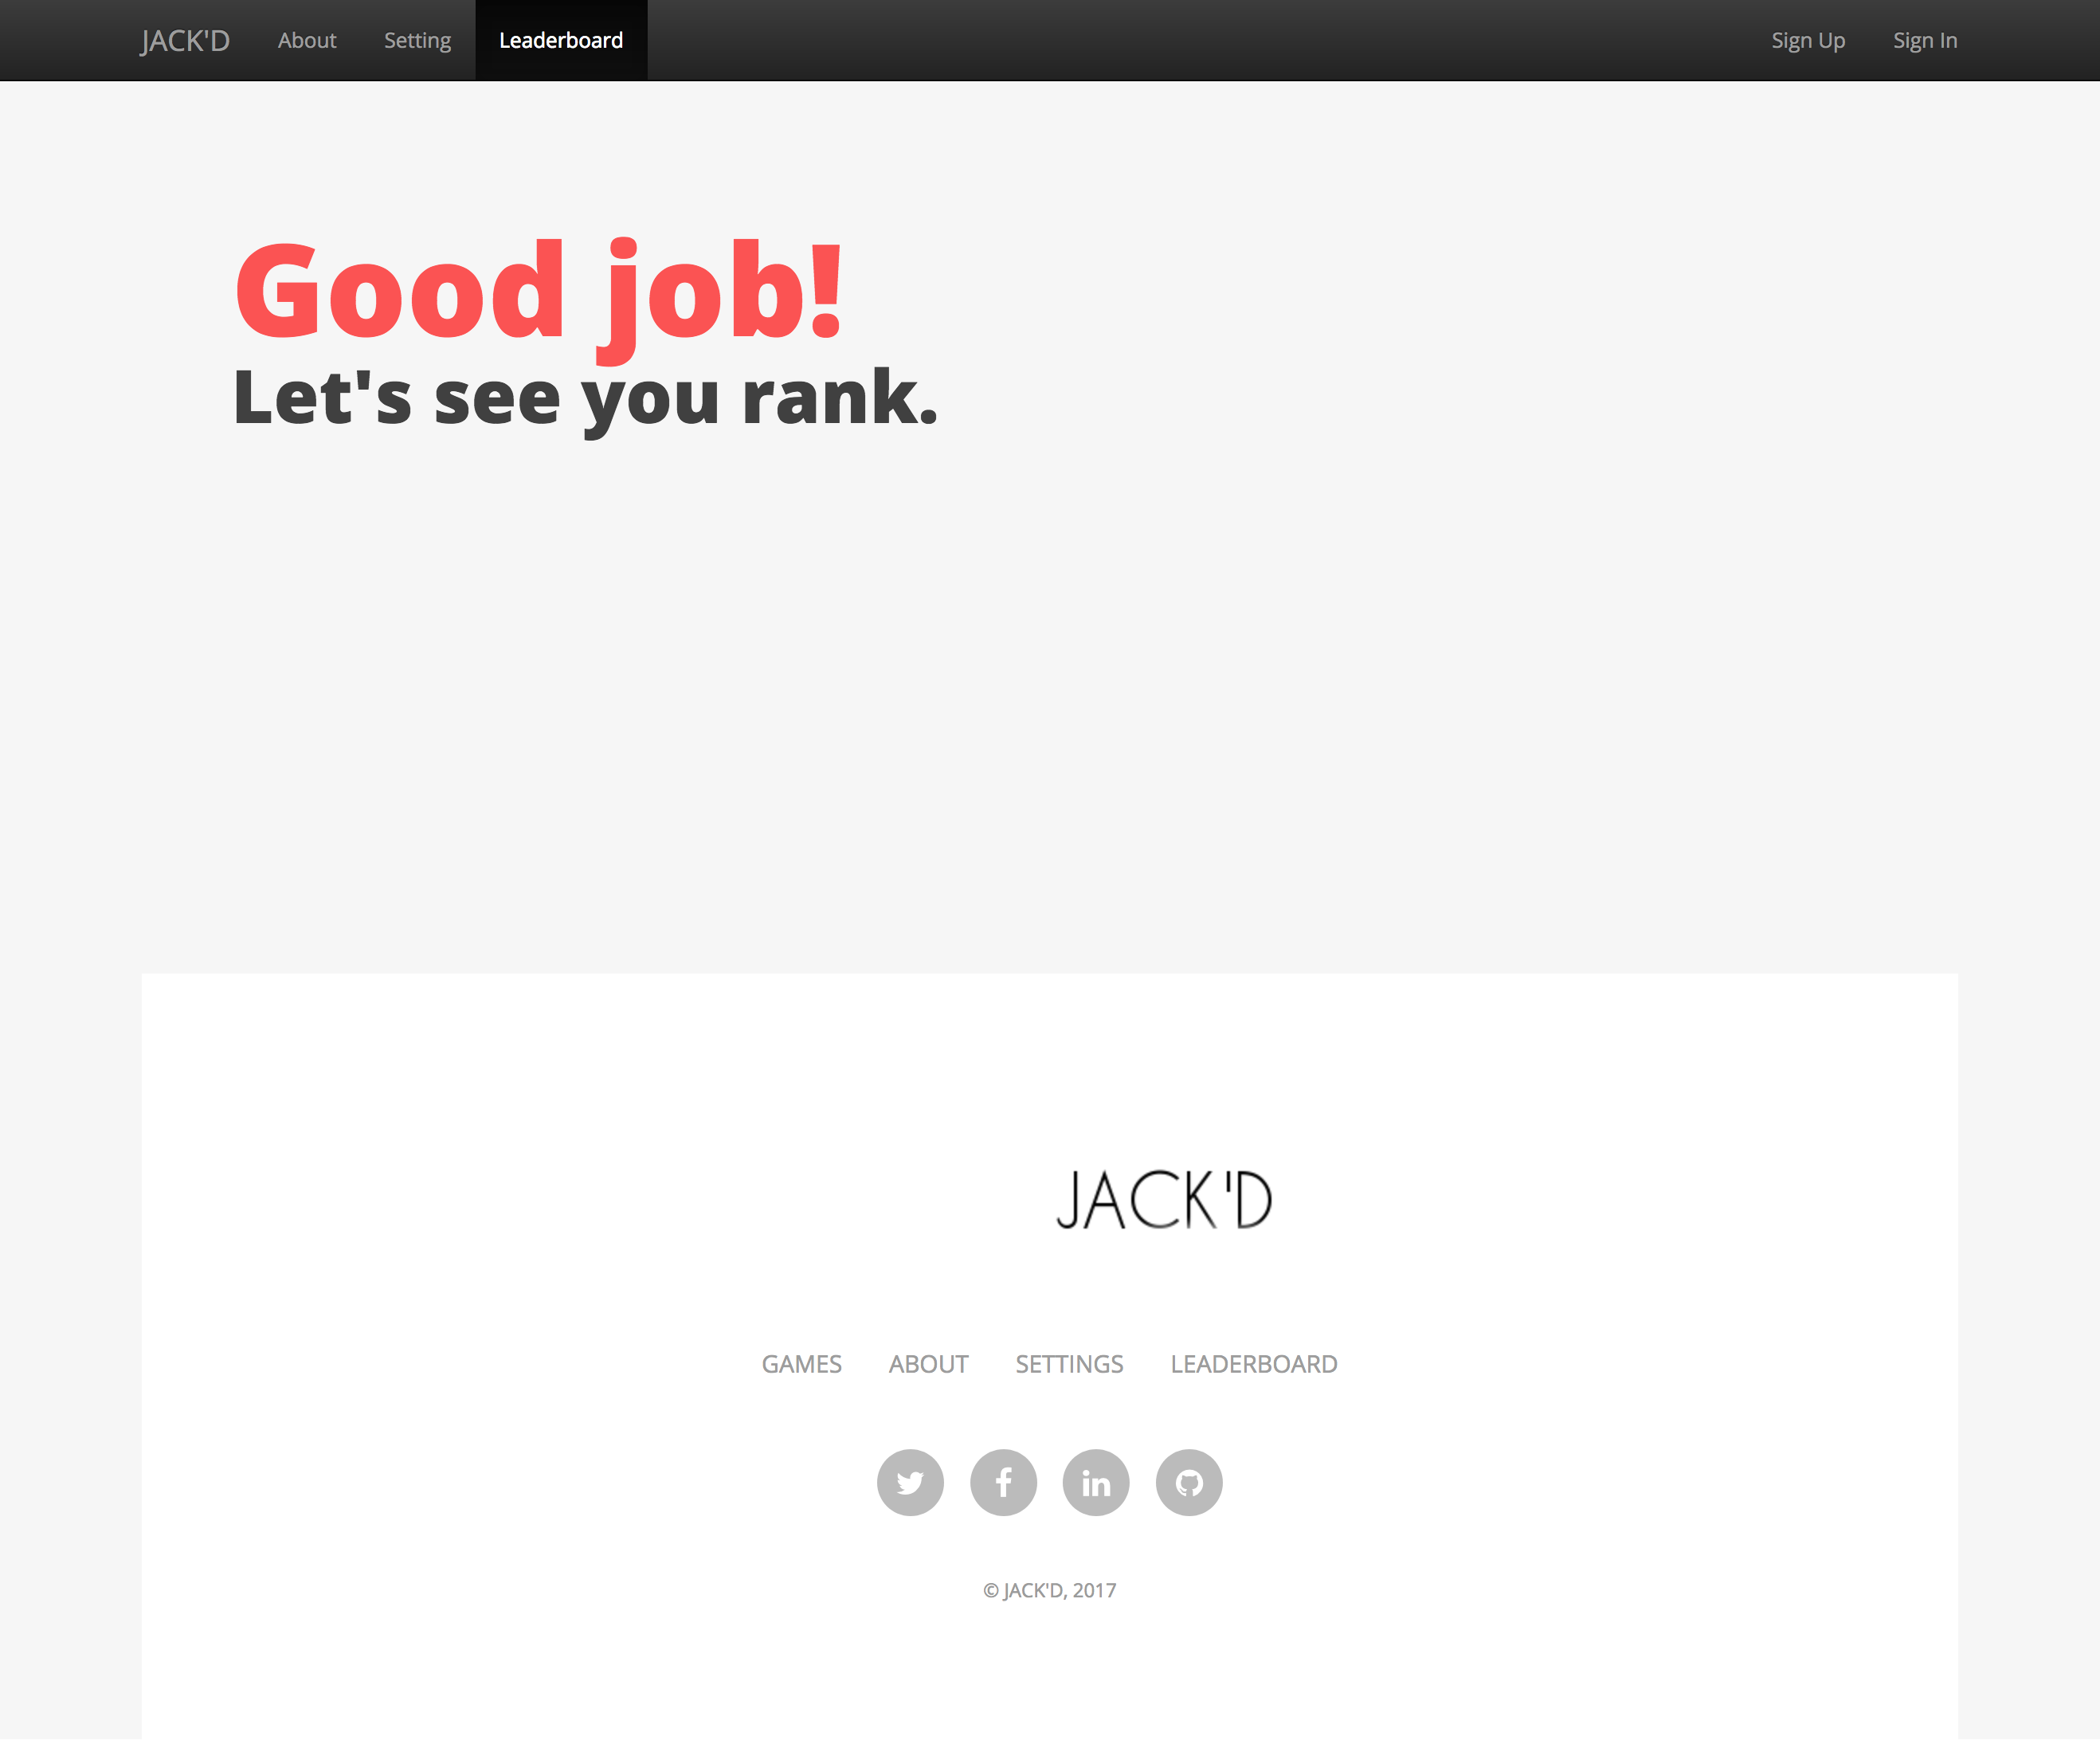 JACK'D About Setting Leaderboard Sign Up Sign In
Good job!
Let's see you rank.
JACK'D
GAMES ABOUT SETTINGS LEADERBOARD
© JACK'D, 2017